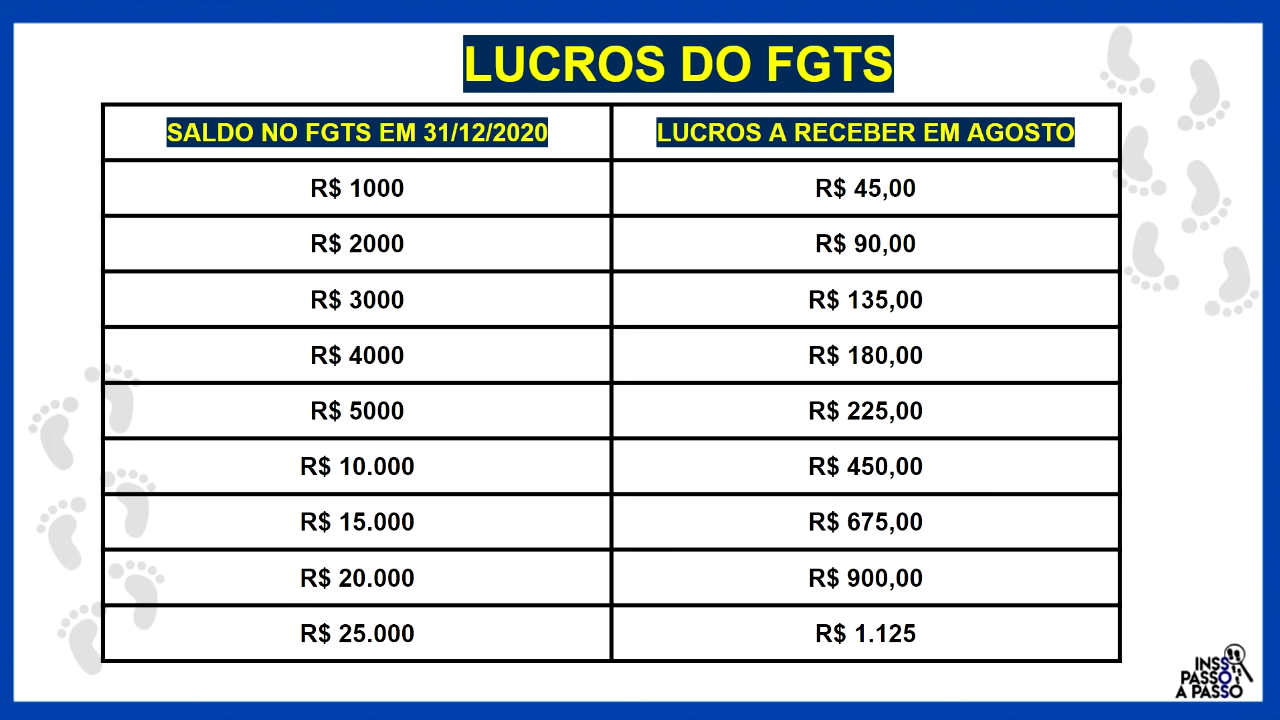 LUCROS DO FGTS
SALDO NO FGTS EM 31/12/2020 LUCROS A RECEBER EM AGOSTO
R$ 1000 R$ 45,00
R$ 2000 R$ 90,00
R$ 3000 R$ 135,00
R$ 4000 R$ 180,00
R$ 5000 R$ 225,00
R$ 10.000 R$ 450,00
R$ 15.000 R$ 675,00
R$ 20.000 R$ 900,00
R$ 25.000 R$ 1.125
INSS
PASSO
A PASSO